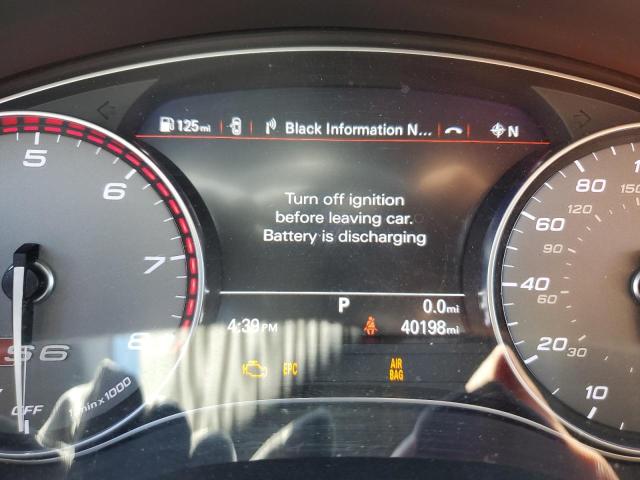 125mi
Black Information N...
N
Turn off ignition
before leaving car.
Battery is discharging
P 0.0mi
4:39PM 40198mi
EPC
AIR
BAG
5
6
7
8
S6
OFF
1/min x 1000
80
60
40
20
10
150
120
90
60
30